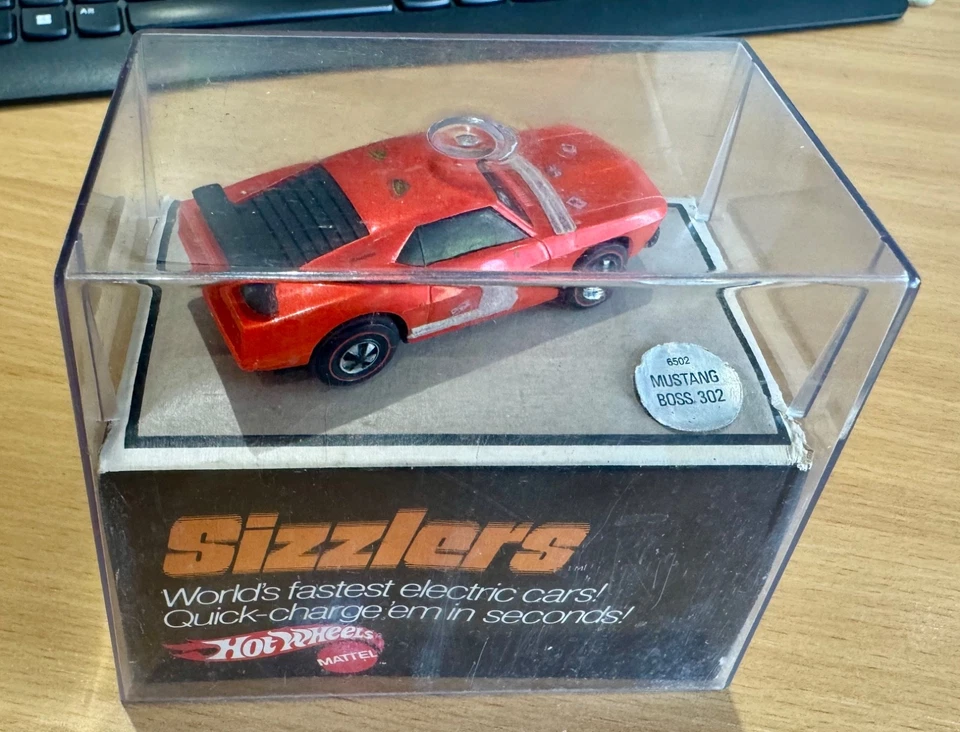 6502
MUSTANG
BOSS 302
Sizzlers
World's fastest electric cars!
Quick-charge 'em in seconds!
Hot Wheels
MATTEL